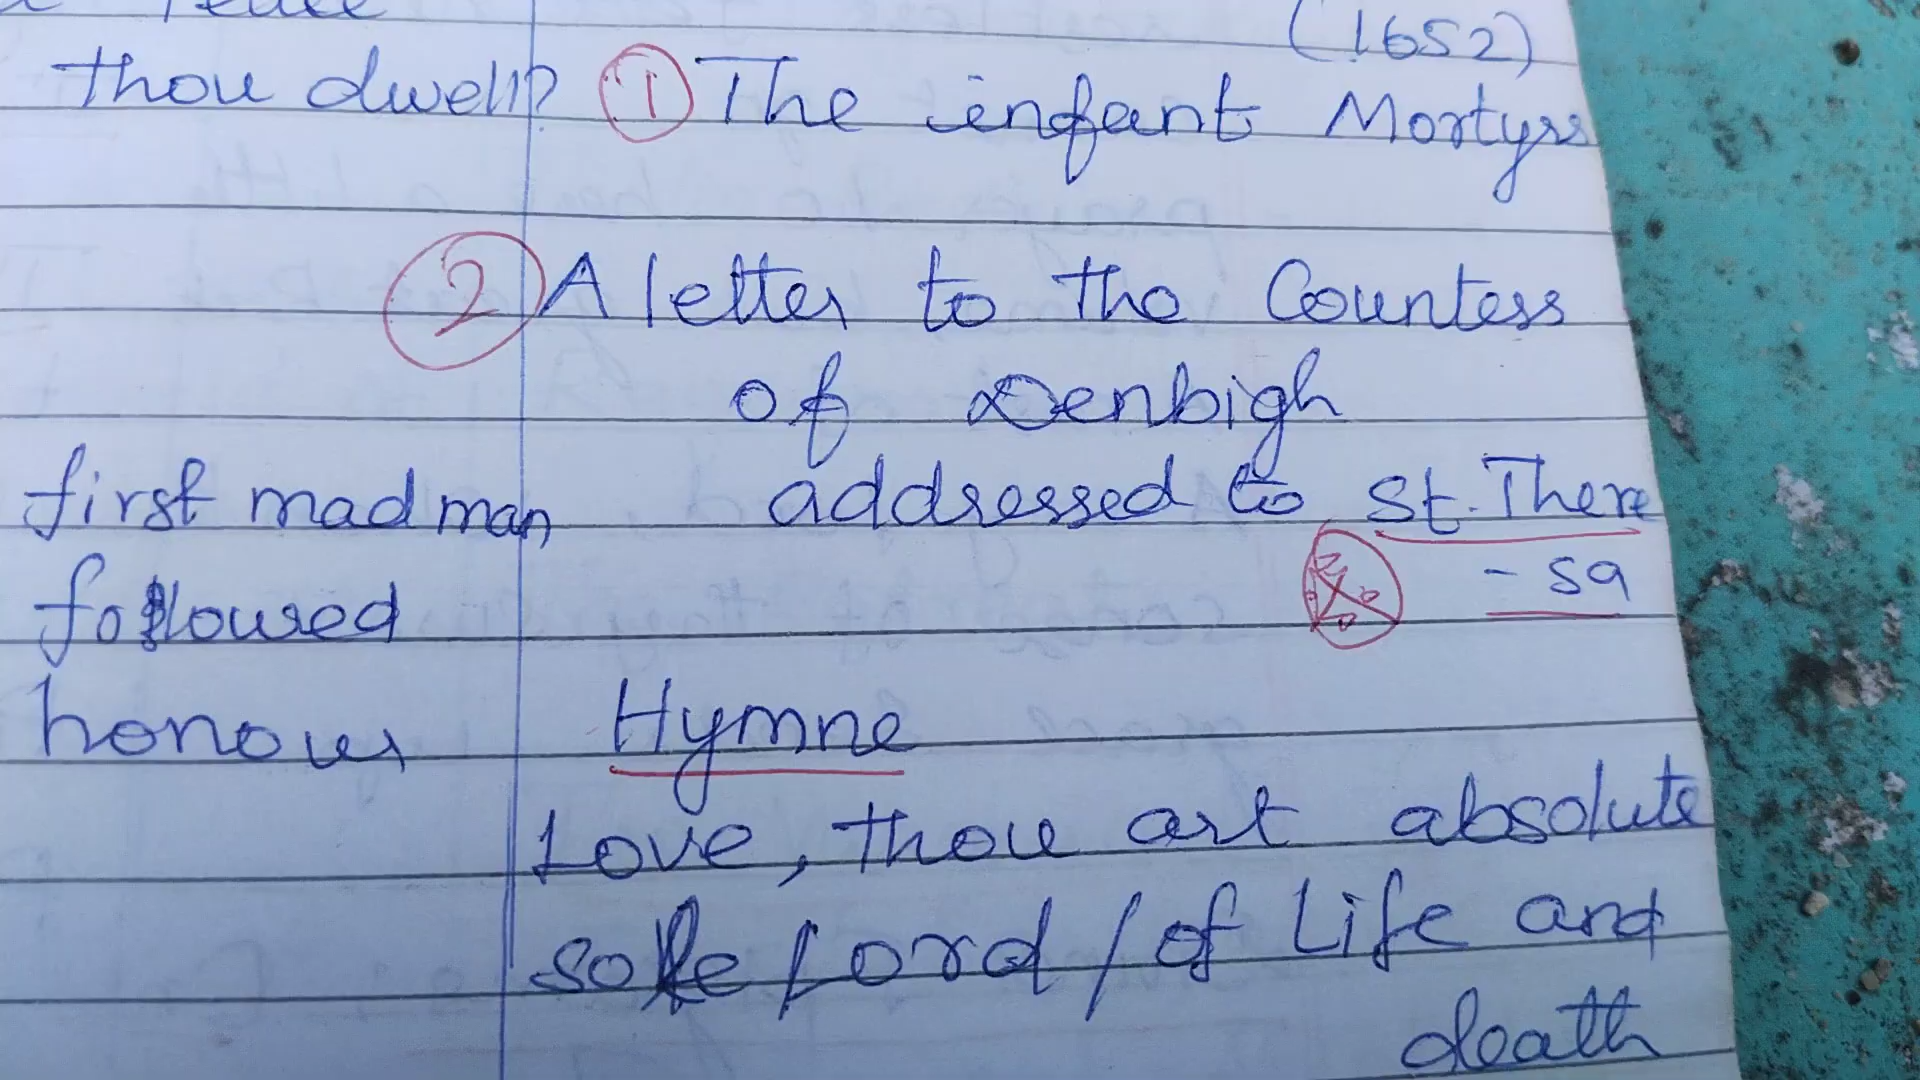 (1652)
thou dwell? ① The infant Mortyrs
② A letter to the Countess
of Denbigh
first madman addressed to St. There
-sa
followed
honour Hymne
Love, thou art absolute
sole Lord / of Life and
death